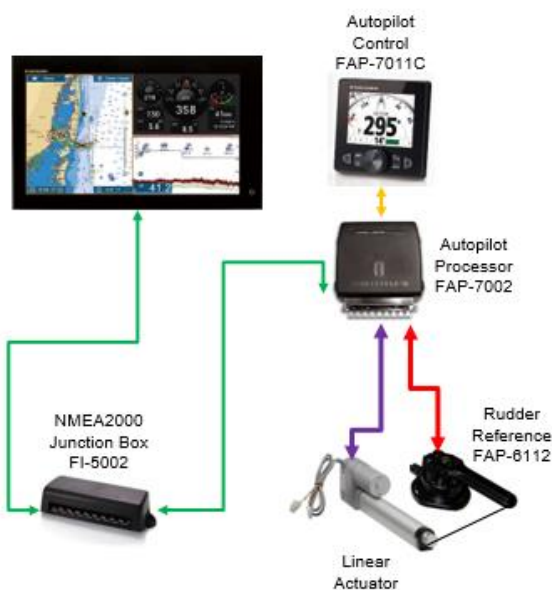 Autopilot
Control
FAP-7011C
295°
Autopilot
Processor
FAP-7002
NMEA2000
Junction Box
FI-5002
Rudder
Reference
FAP-6112
Linear
Actuator
358